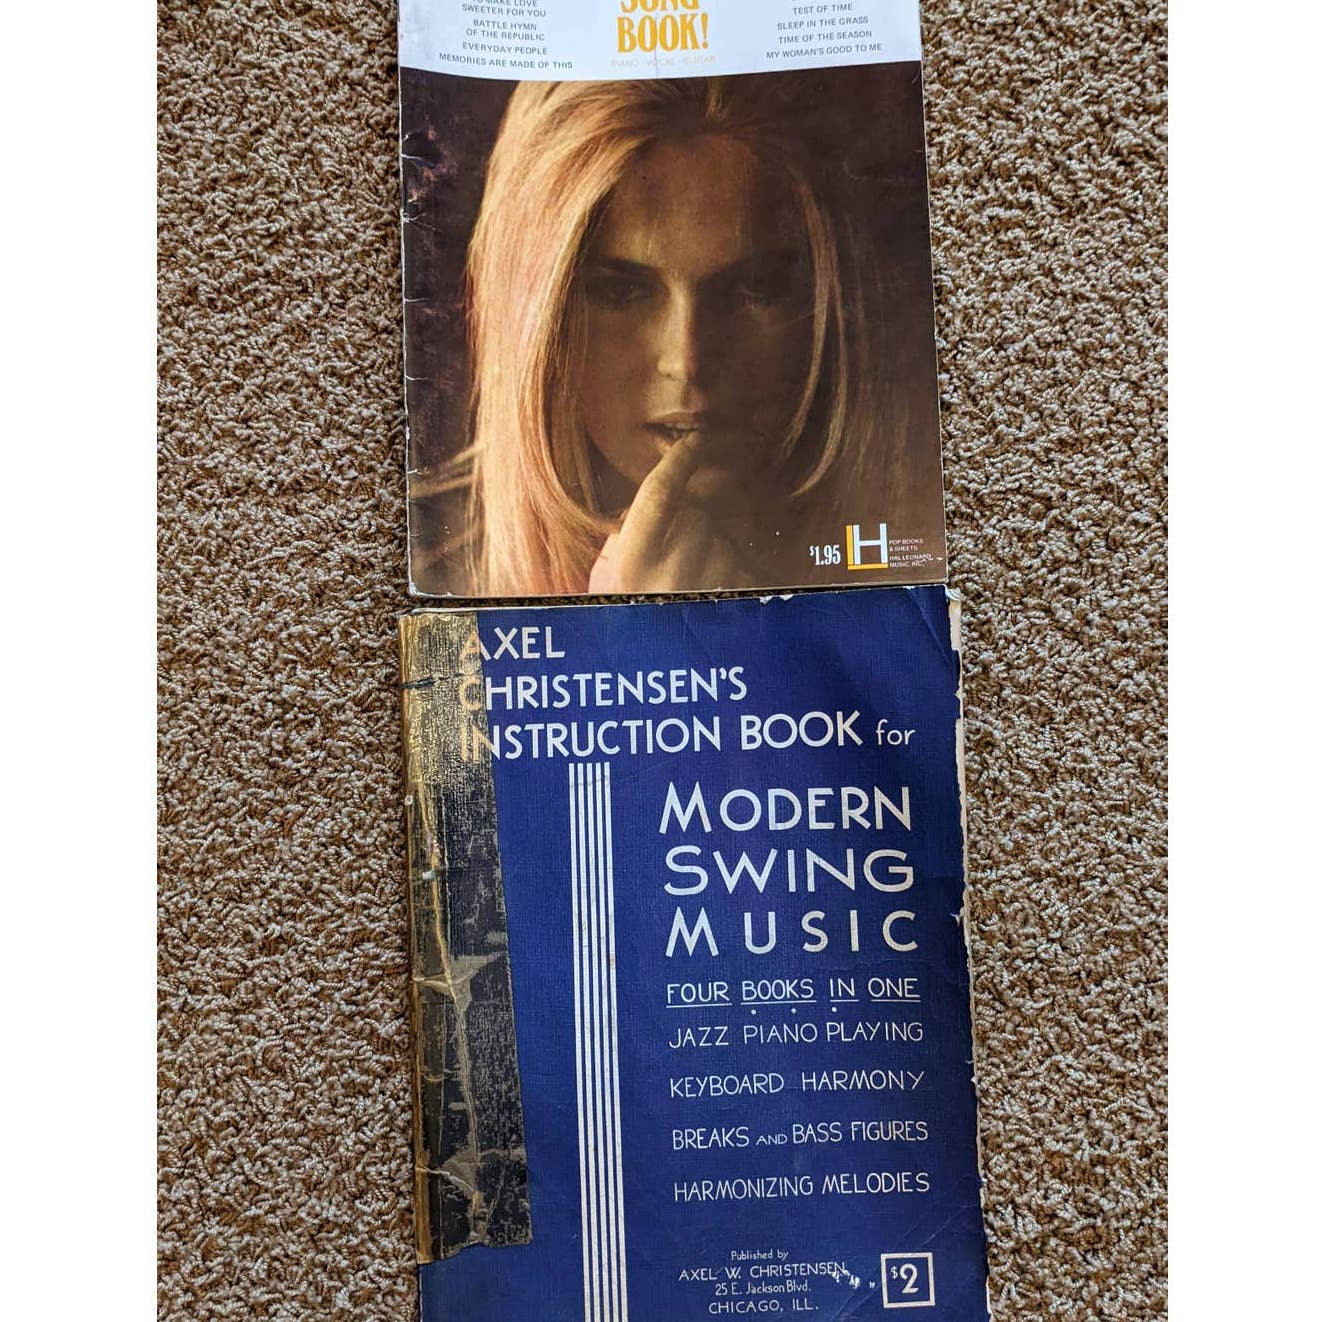 TO MAKE LOVE
SWEETER FOR YOU
BATTLE HYMN
OF THE REPUBLIC
EVERYDAY PEOPLE
MEMORIES ARE MADE OF THIS
SONG
BOOK!
PIANO - VOCAL - GUITAR
TEST OF TIME
SLEEP IN THE GRASS
TIME OF THE SEASON
MY WOMAN'S GOOD TO ME
$1.95
H
POP BOOKS
& SHEETS
HAL LEONARD
MUSIC, INC.
AXEL
CHRISTENSEN'S
INSTRUCTION BOOK for
MODERN
SWING
MUSIC
FOUR BOOKS IN ONE
JAZZ PIANO PLAYING
KEYBOARD HARMONY
BREAKS AND BASS FIGURES
HARMONIZING MELODIES
Published by
AXEL W. CHRISTENSEN
25 E. Jackson Blvd.
CHICAGO, ILL.
$2